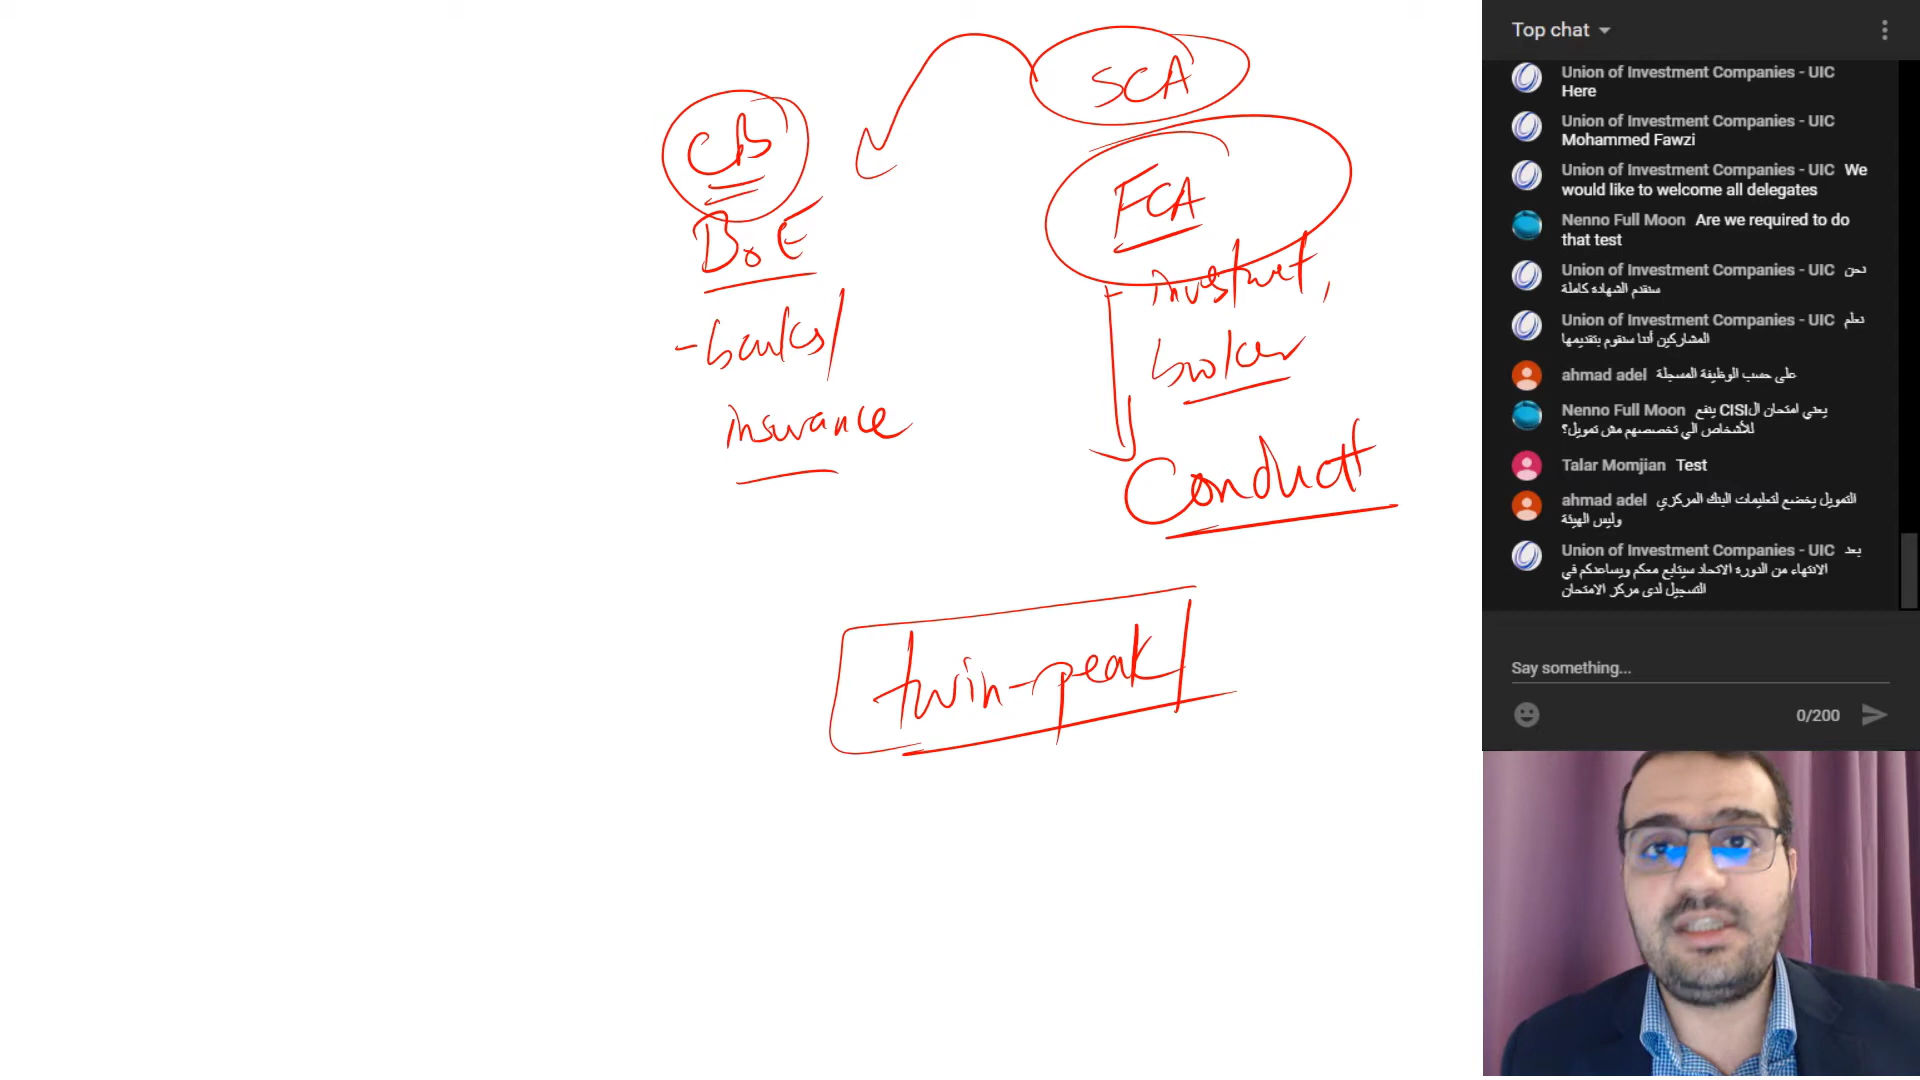 SCA
CB
FCA
BoE
- investmet,
- banks/
broker
insurance
Conduct
twin-peak
Top chat
Union of Investment Companies - UIC
Here
Union of Investment Companies - UIC
Mohammed Fawzi
Union of Investment Companies - UIC We
would like to welcome all delegates
Nenno Full Moon Are we required to do
that test
Union of Investment Companies - UIC نحن
سنقدم الشهادة كاملة
Union of Investment Companies - UIC نعلم
المشاركين أننا سنقوم بتقديمها
ahmad adel على حسب الوظيفة المسجلة
Nenno Full Moon يعني امتحان الCISI ينفع
للأشخاص الي تخصصهم مش تمويل؟
Talar Momjian Test
ahmad adel التمويل يخضع لتعليمات البنك المركزي
وليس الهيئة
Union of Investment Companies - UIC بعد
الانتهاء من الدورة الاتحاد سيتابع معكم ويساعدكم في
التسجيل لدى مركز الامتحان
Say something...
0/200